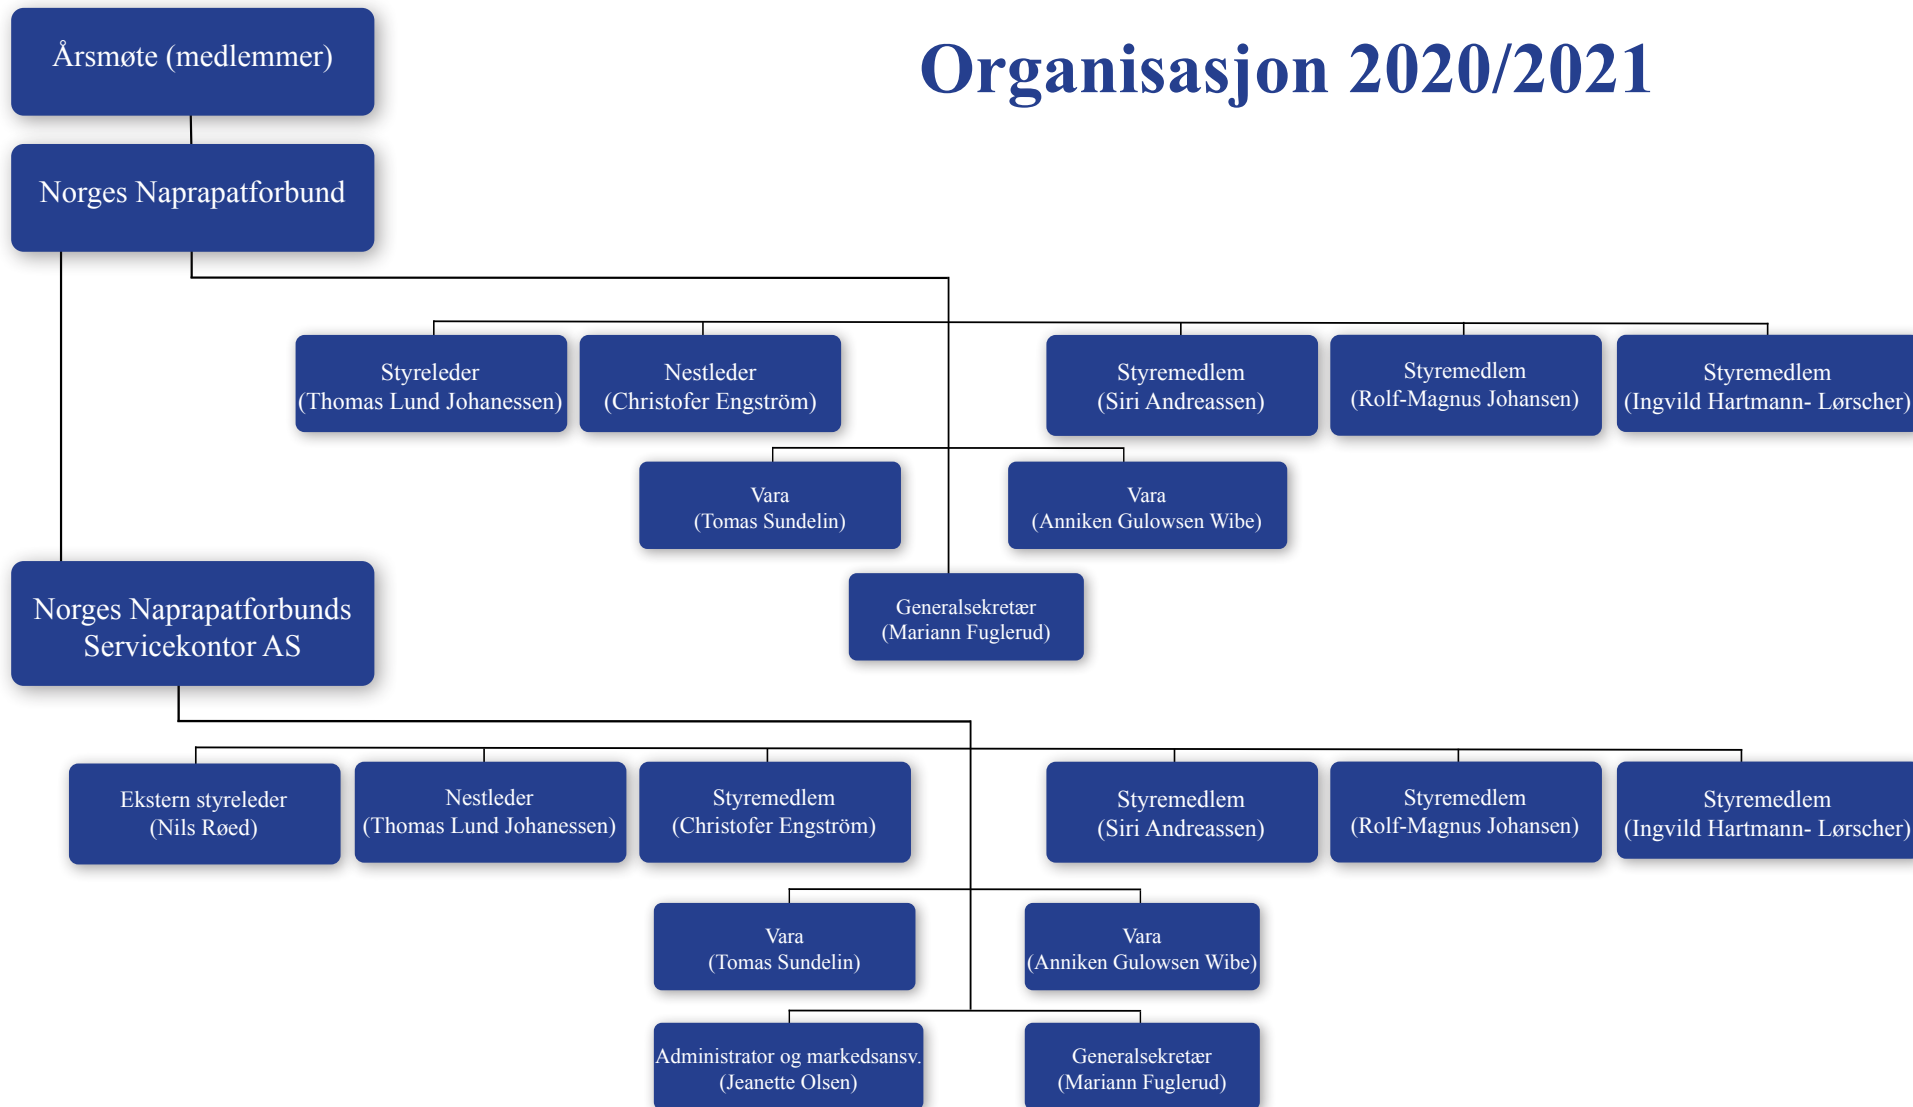 Organisasjon 2020/2021
Årsmøte (medlemmer)
Norges Naprapatforbund
Styreleder
(Thomas Lund Johanessen)
Nestleder
(Christofer Engström)
Styremedlem
(Siri Andreassen)
Styremedlem
(Rolf-Magnus Johansen)
Styremedlem
(Ingvild Hartmann- Lørscher)
Vara
(Tomas Sundelin)
Vara
(Anniken Gulowsen Wibe)
Generalsekretær
(Mariann Fuglerud)
Norges Naprapatforbunds
Servicekontor AS
Ekstern styreleder
(Nils Røed)
Nestleder
(Thomas Lund Johanessen)
Styremedlem
(Christofer Engström)
Styremedlem
(Siri Andreassen)
Styremedlem
(Rolf-Magnus Johansen)
Styremedlem
(Ingvild Hartmann- Lørscher)
Vara
(Tomas Sundelin)
Vara
(Anniken Gulowsen Wibe)
Administrator og markedsansv.
(Jeanette Olsen)
Generalsekretær
(Mariann Fuglerud)